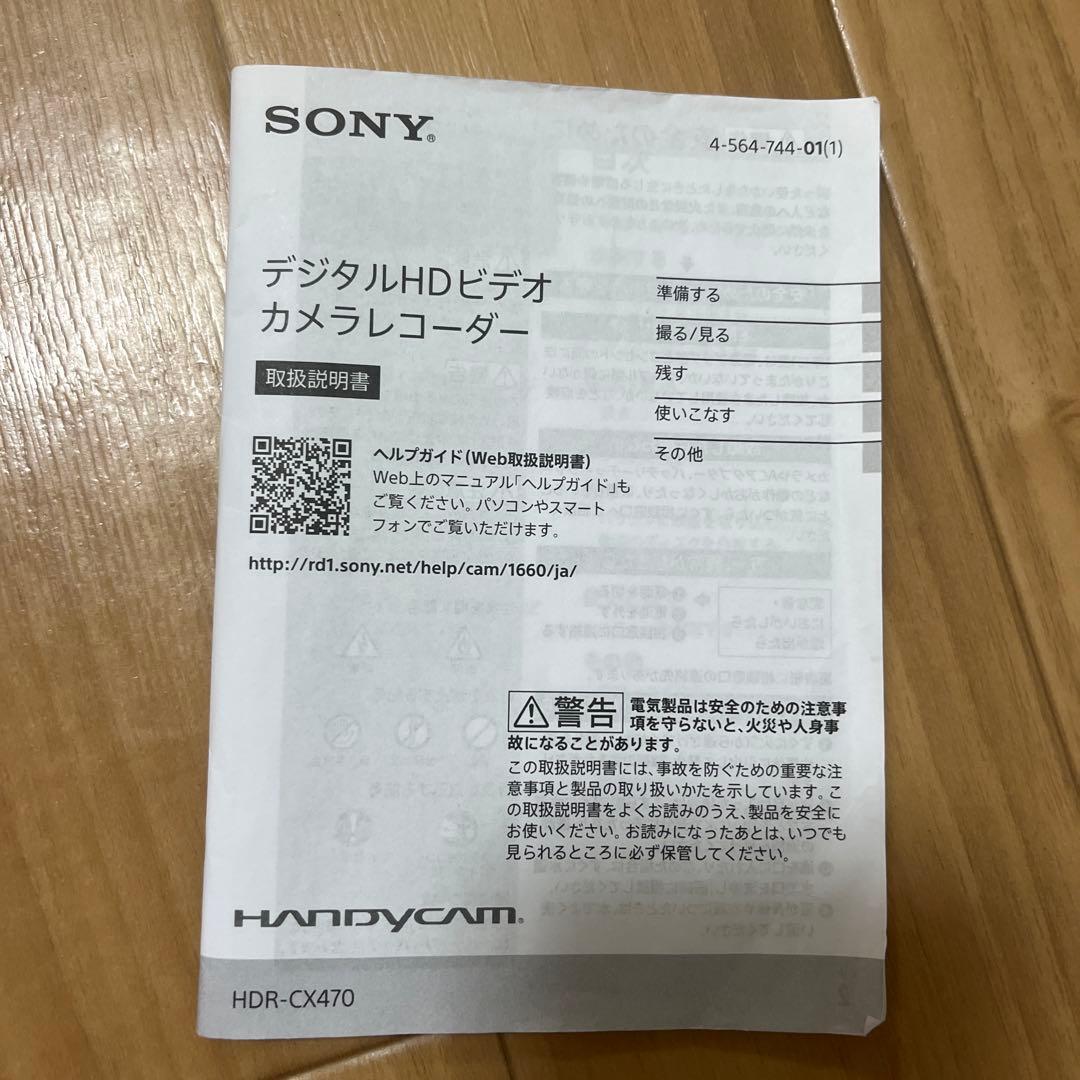 SONY®
4-564-744-01(1)
デジタルHDビデオ
カメラレコーダー
取扱説明書
準備する
撮る/見る
残す
使いこなす
その他
ヘルプガイド(Web取扱説明書)
Web上のマニュアル「ヘルプガイド」も
ご覧ください。パソコンやスマート
フォンでご覧いただけます。
http://rd1.sony.net/help/cam/1660/ja/
警告
電気製品は安全のための注意事
項を守らないと、火災や人身事
故になることがあります。
この取扱説明書には、事故を防ぐための重要な注
意事項と製品の取り扱いかたを示しています。こ
の取扱説明書をよくお読みのうえ、製品を安全に
お使いください。お読みになったあとは、いつでも
見られるところに必ず保管してください。
HANDYCAM®
HDR-CX470